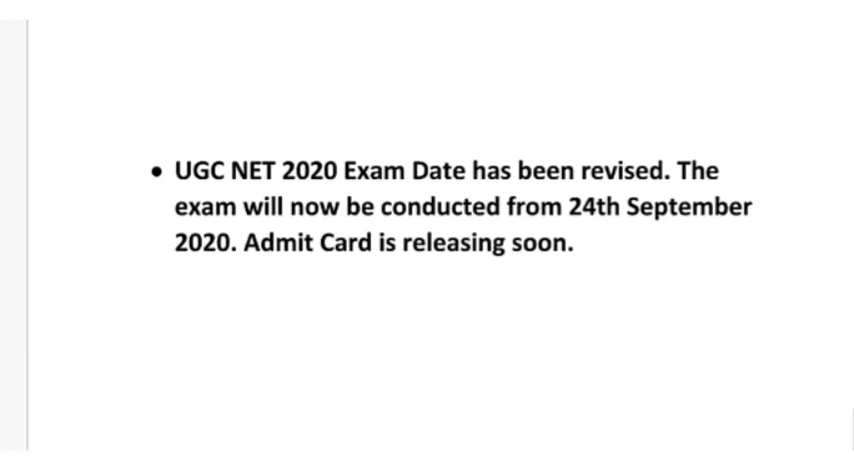 • UGC NET 2020 Exam Date has been revised. The
exam will now be conducted from 24th September
2020. Admit Card is releasing soon.